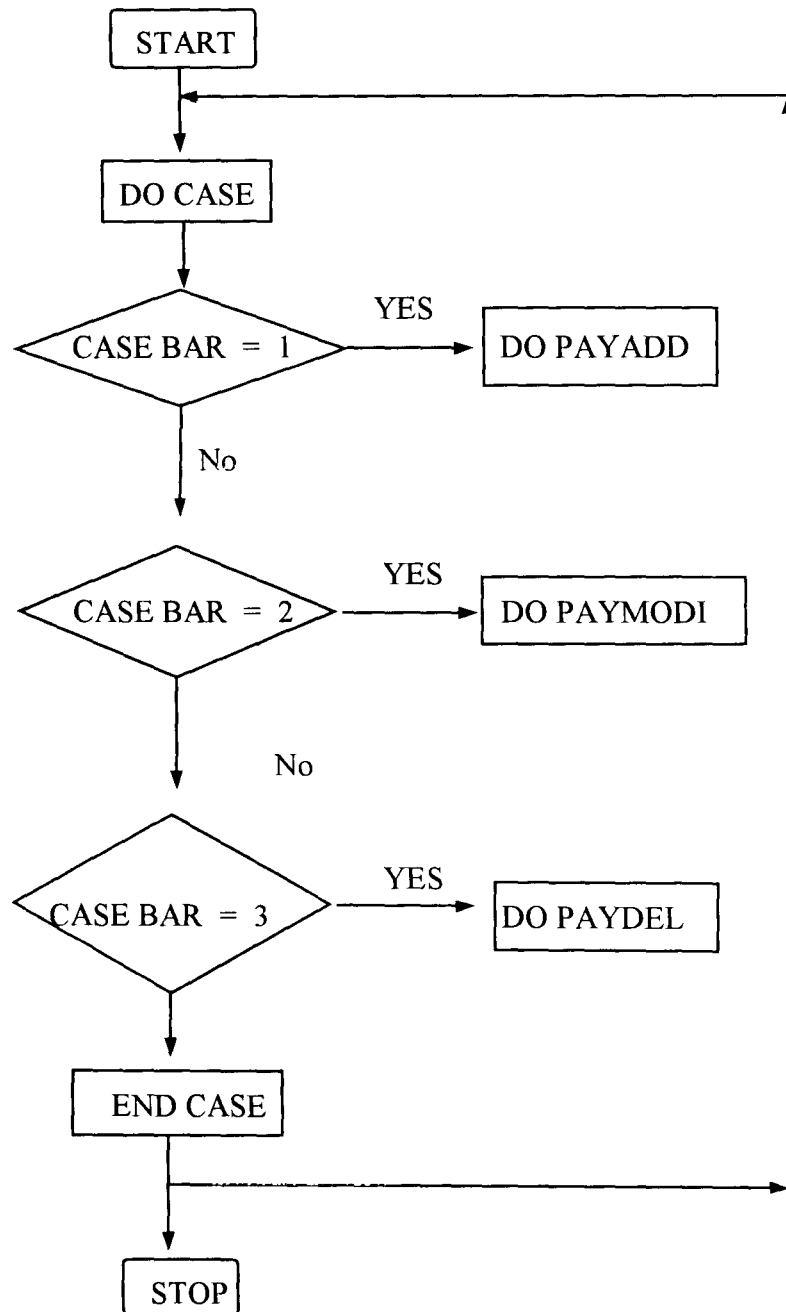 START
DO CASE
YES
CASE BAR = 1
DO PAYADD
No
YES
CASE BAR = 2
DO PAYMODI
No
YES
CASE BAR = 3
DO PAYDEL
END CASE
STOP